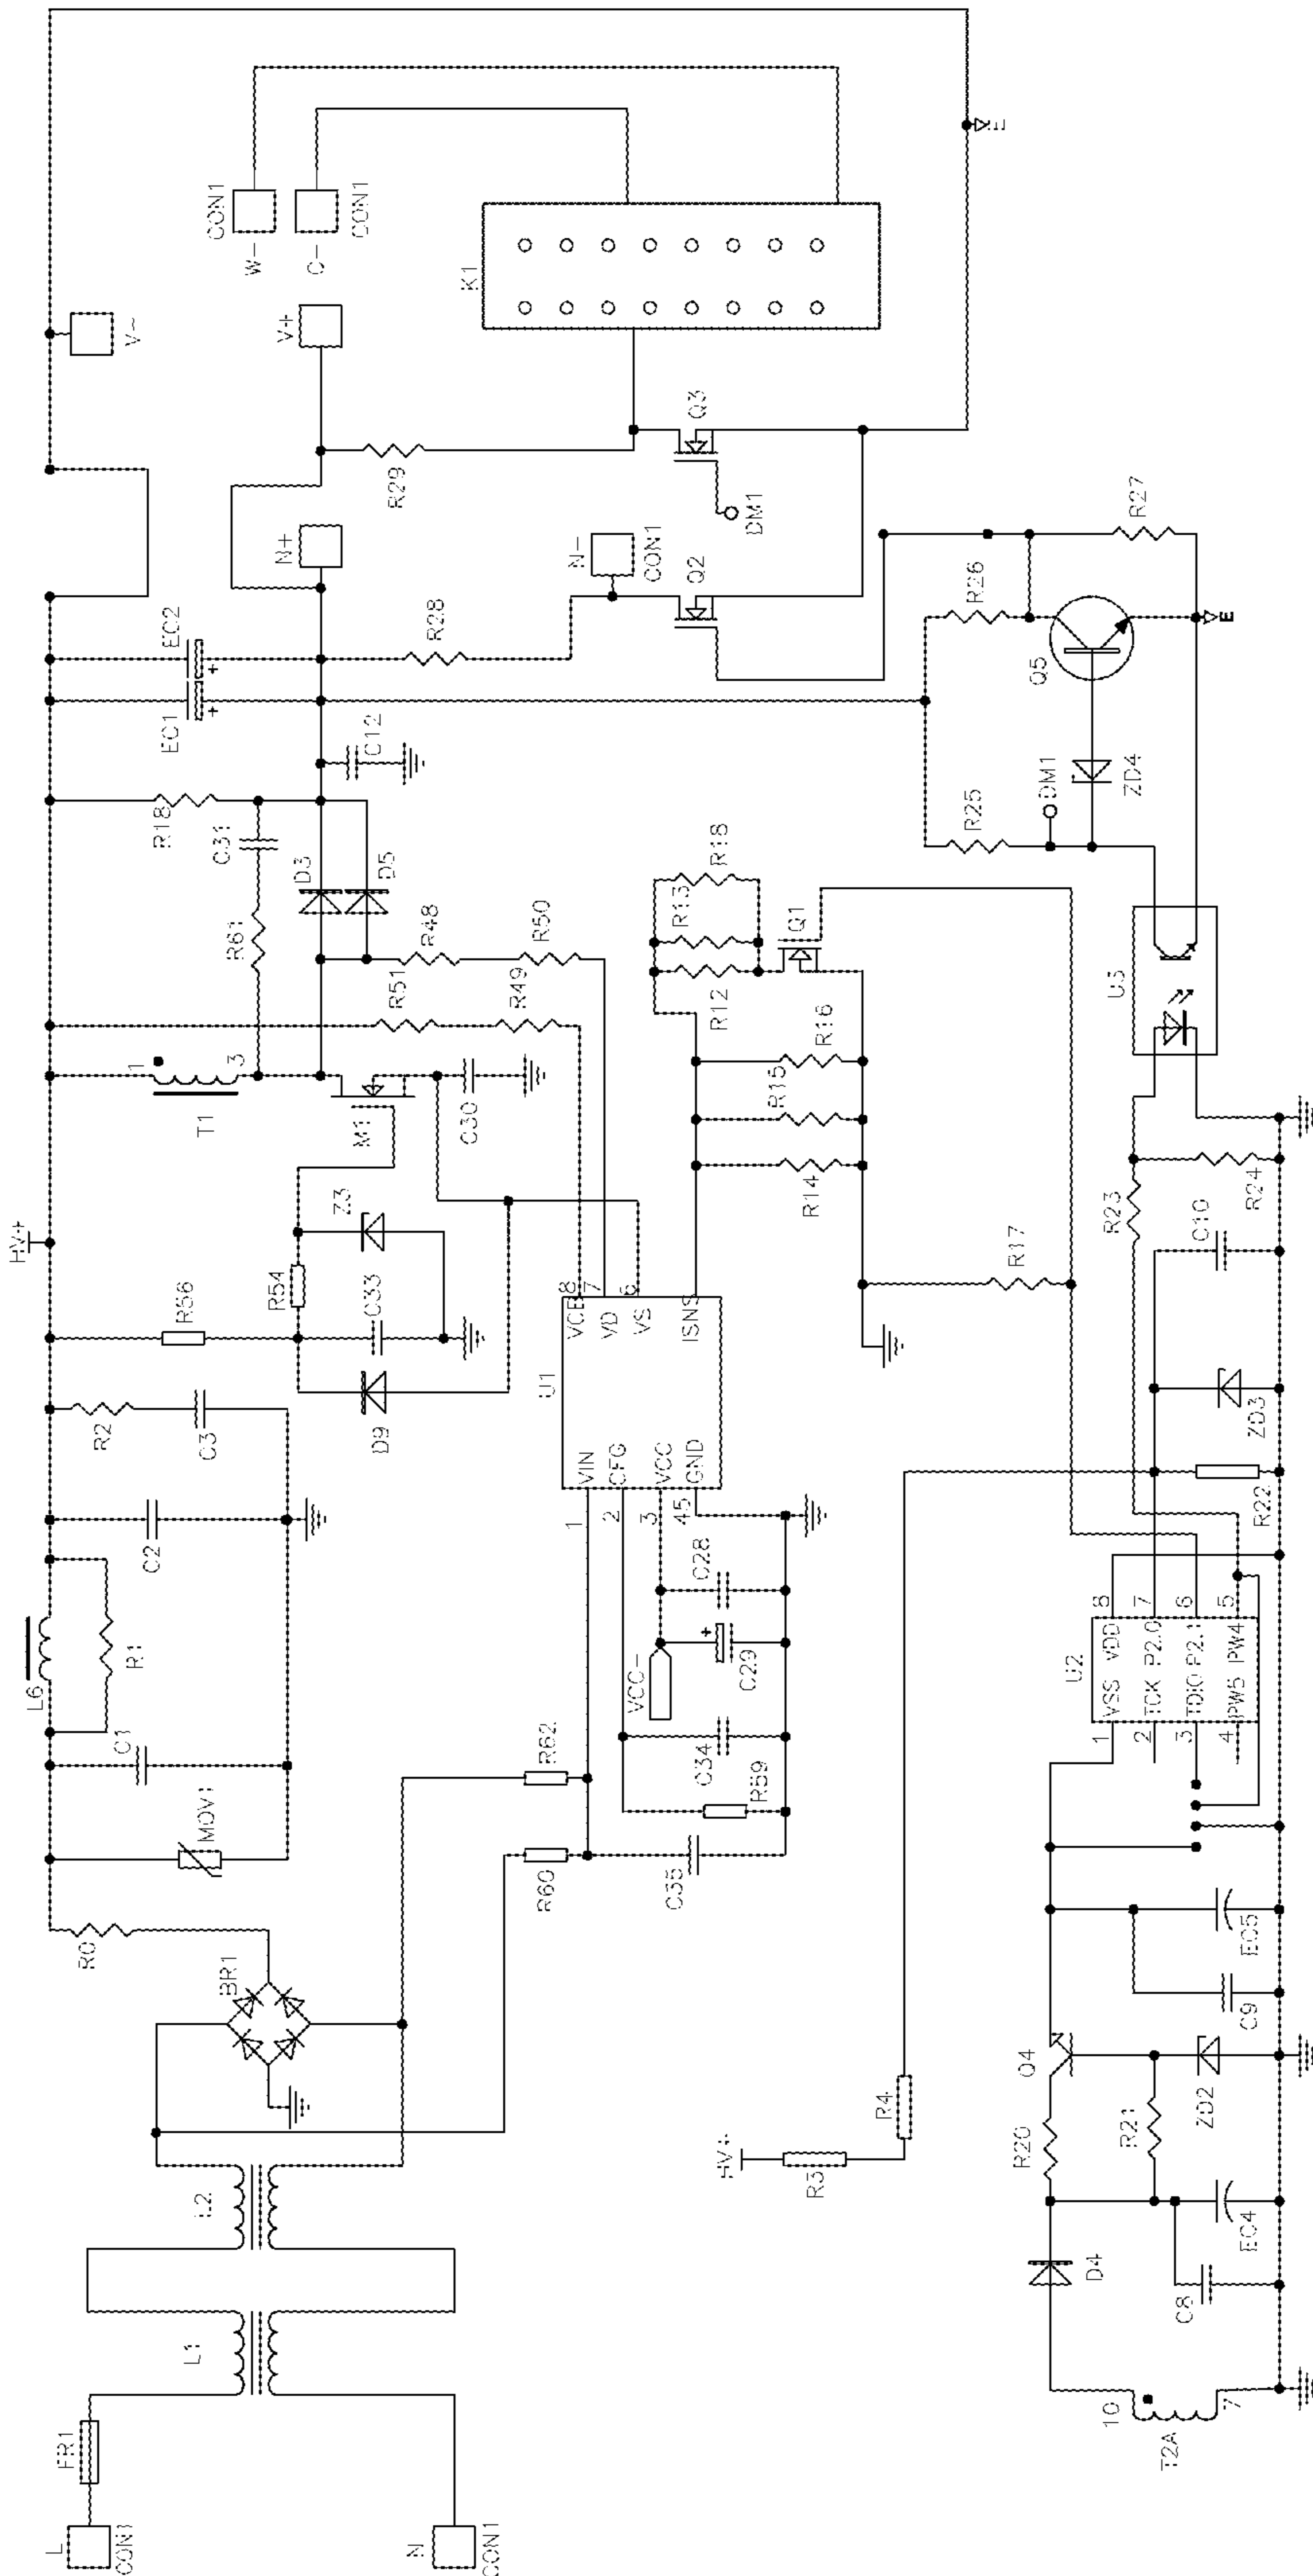 L
CON1
FR1
N
CON1
L1
L2
BR1
R0
MOV1
C1
L6
R1
C2
R2
C3
HV+
R56
R54
C33
Z3
D9
T1
1
3
M1
C30
R51
R49
R48
R50
R61
C31
R18
D3
D5
C12
EC1
+
EC2
+
R28
N+
N-
CON1
R29
V+
V~
W-
CON1
C-
CON1
K1
Q2
Q3
DM1
E
R60
R62
C35
R59
C34
VCC-
C29
+
C28
U1
1
VIN
2
CFG
3
VCC
45
GND
VCB
8
VD
7
VS
6
ISNS
R14
R15
R16
R12
R13
R18
Q1
R17
HV+
R3
R4
T2A
10
7
D4
C8
EC4
R20
R21
Q4
ZD2
C9
EC5
U2
1
VSS
VDD
8
2
TCK
P2.0
7
3
TDIO
P2.1
6
4
PW5
PW4
5
R22
ZD3
C10
R23
R24
U3
R25
DM1
ZD4
Q5
R26
R27
E